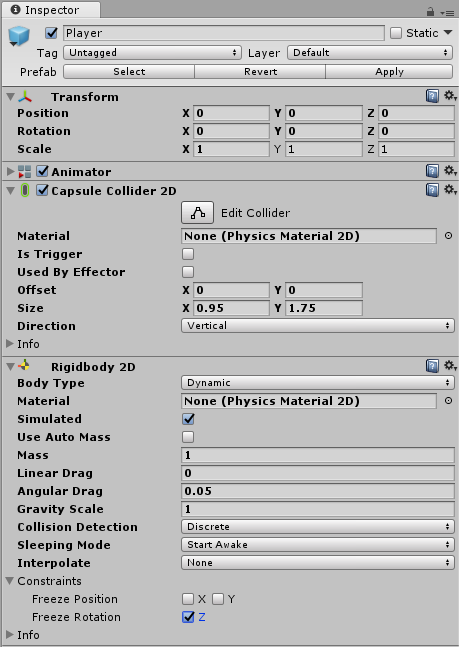 Inspector
Player Static
Tag Untagged Layer Default
Prefab Select Revert Apply
Transform
Position X 0 Y 0 Z 0
Rotation X 0 Y 0 Z 0
Scale X 1 Y 1 Z 1
Animator
Capsule Collider 2D
Edit Collider
Material None (Physics Material 2D)
Is Trigger
Used By Effector
Offset X 0 Y 0
Size X 0.95 Y 1.75
Direction Vertical
Info
Rigidbody 2D
Body Type Dynamic
Material None (Physics Material 2D)
Simulated
Use Auto Mass
Mass 1
Linear Drag 0
Angular Drag 0.05
Gravity Scale 1
Collision Detection Discrete
Sleeping Mode Start Awake
Interpolate None
Constraints
Freeze Position X Y
Freeze Rotation Z
Info